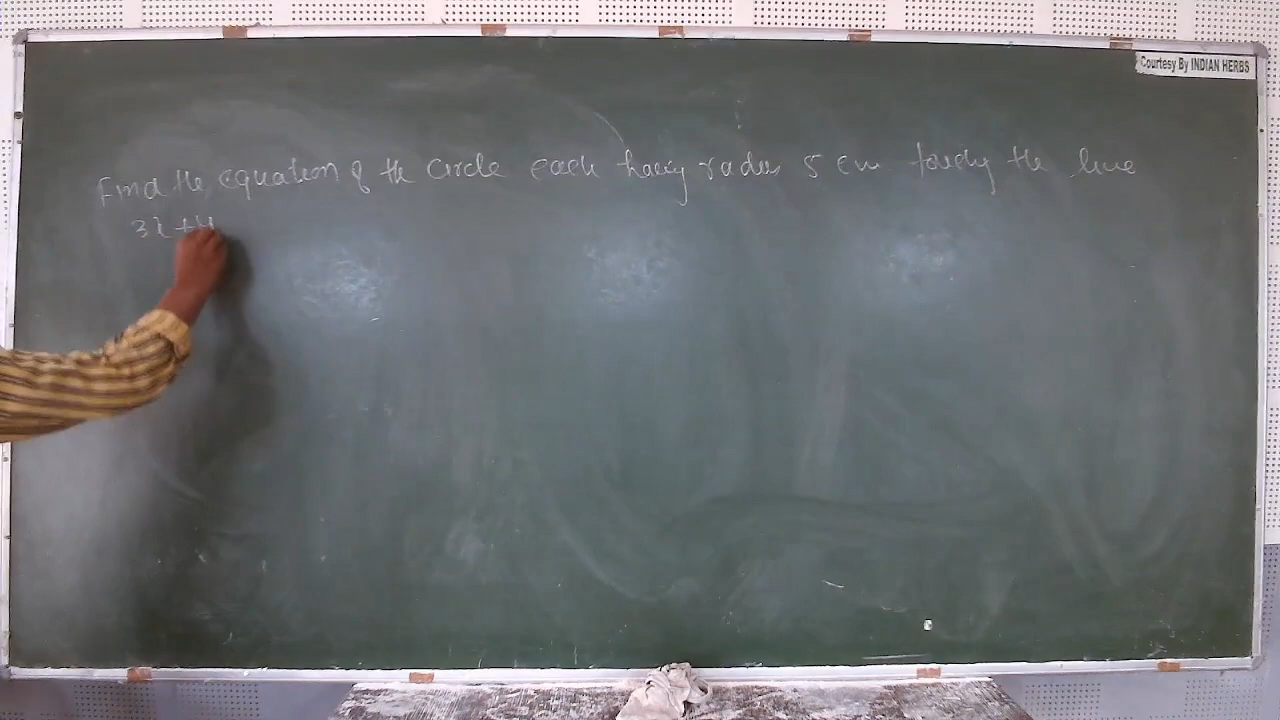 Courtesy By INDIAN HERBS
Find the equation of the circle each having radius 5 cm touching the line
3x + 4